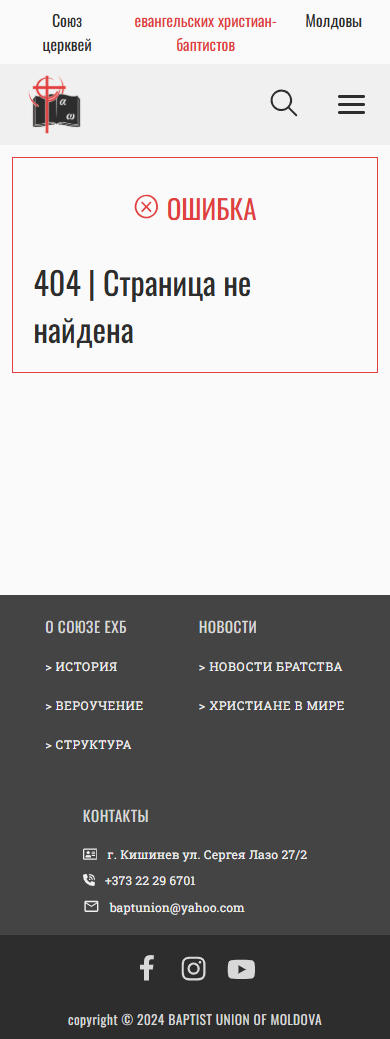 Союз евангельских христиан- Молдовы
церквей баптистов
α
ω
ОШИБКА
404 | Страница не
найдена
О СОЮЗЕ ЕХБ
> ИСТОРИЯ
> ВЕРОУЧЕНИЕ
> СТРУКТУРА
НОВОСТИ
> НОВОСТИ БРАТСТВА
> ХРИСТИАНЕ В МИРЕ
КОНТАКТЫ
г. Кишинев ул. Сергея Лазо 27/2
+373 22 29 6701
baptunion@yahoo.com
copyright © 2024 BAPTIST UNION OF MOLDOVA